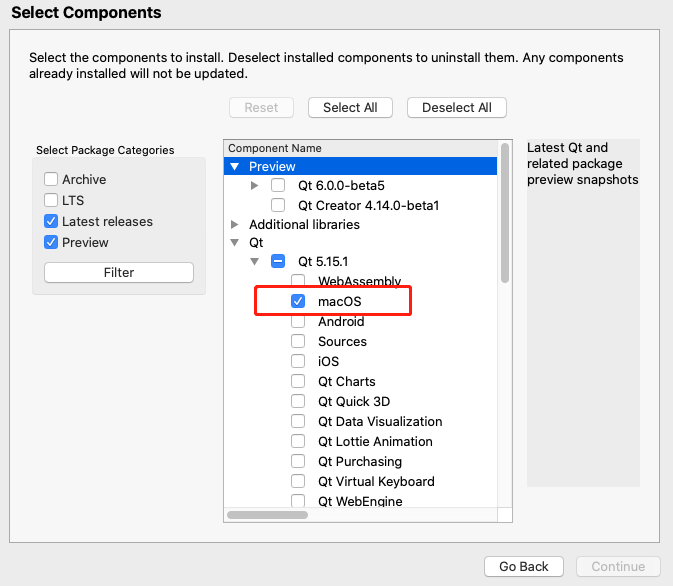 Select Components
Select the components to install. Deselect installed components to uninstall them. Any components
already installed will not be updated.
Reset
Select All
Deselect All
Select Package Categories
Archive
LTS
Latest releases
Preview
Filter
Component Name
Preview
Qt 6.0.0-beta5
Qt Creator 4.14.0-beta1
Additional libraries
Qt
Qt 5.15.1
WebAssembly
macOS
Android
Sources
iOS
Qt Charts
Qt Quick 3D
Qt Data Visualization
Qt Lottie Animation
Qt Purchasing
Qt Virtual Keyboard
Qt WebEngine
Latest Qt and
related package
preview snapshots
Go Back
Continue